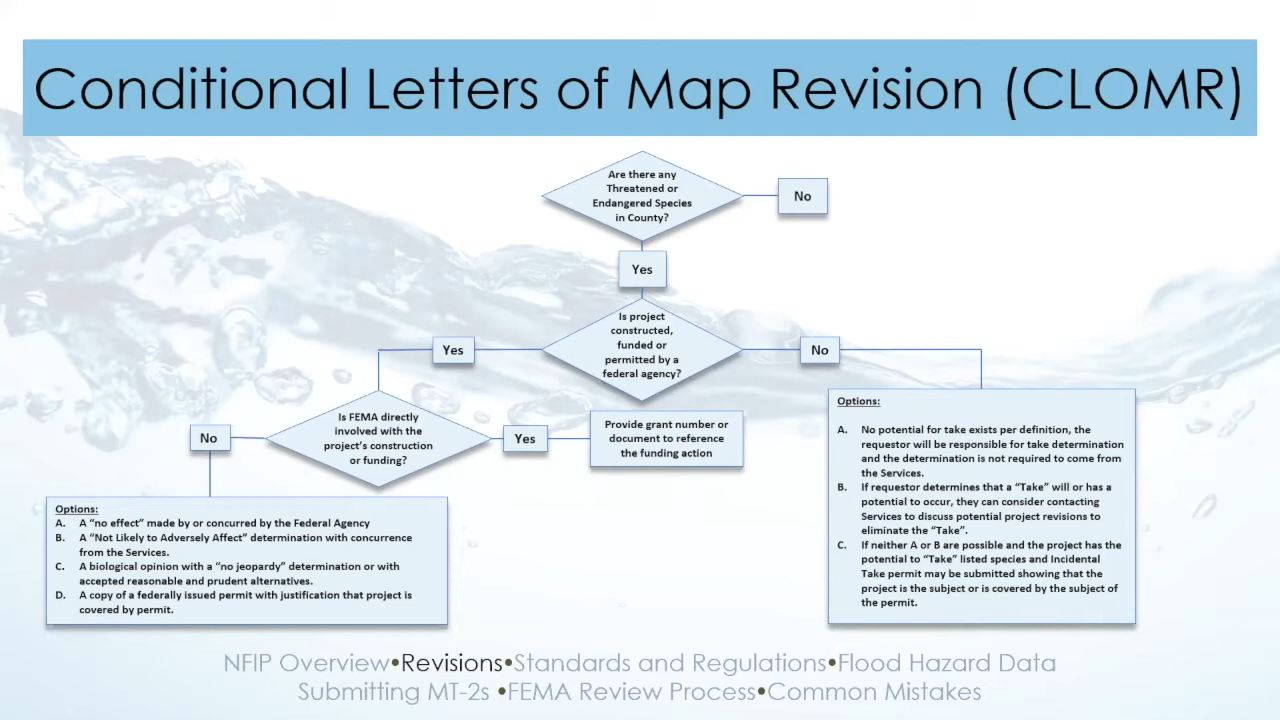 Conditional Letters of Map Revision (CLOMR)
Are there any
Threatened or
Endangered Species
in County?
No
Yes
Is project
constructed,
funded or
permitted by a
federal agency?
Yes
No
Is FEMA directly
involved with the
project's construction
or funding?
No
Yes
Provide grant number or
document to reference
the funding action
Options:
A. No potential for take exists per definition, the
requestor will be responsible for take determination
and the determination is not required to come from
the Services.
B. If requestor determines that a “Take” will or has a
potential to occur, they can consider contacting
Services to discuss potential project revisions to
eliminate the “Take”.
C. If neither A or B are possible and the project has the
potential to “Take” listed species and Incidental
Take permit may be submitted showing that the
project is the subject or is covered by the subject of
the permit.
Options:
A. A “no effect” made by or concurred by the Federal Agency
B. A “Not Likely to Adversely Affect” determination with concurrence
from the Services.
C. A biological opinion with a “no jeopardy” determination or with
accepted reasonable and prudent alternatives.
D. A copy of a federally issued permit with justification that project is
covered by permit.
NFIP Overview•Revisions•Standards and Regulations•Flood Hazard Data
Submitting MT-2s •FEMA Review Process•Common Mistakes